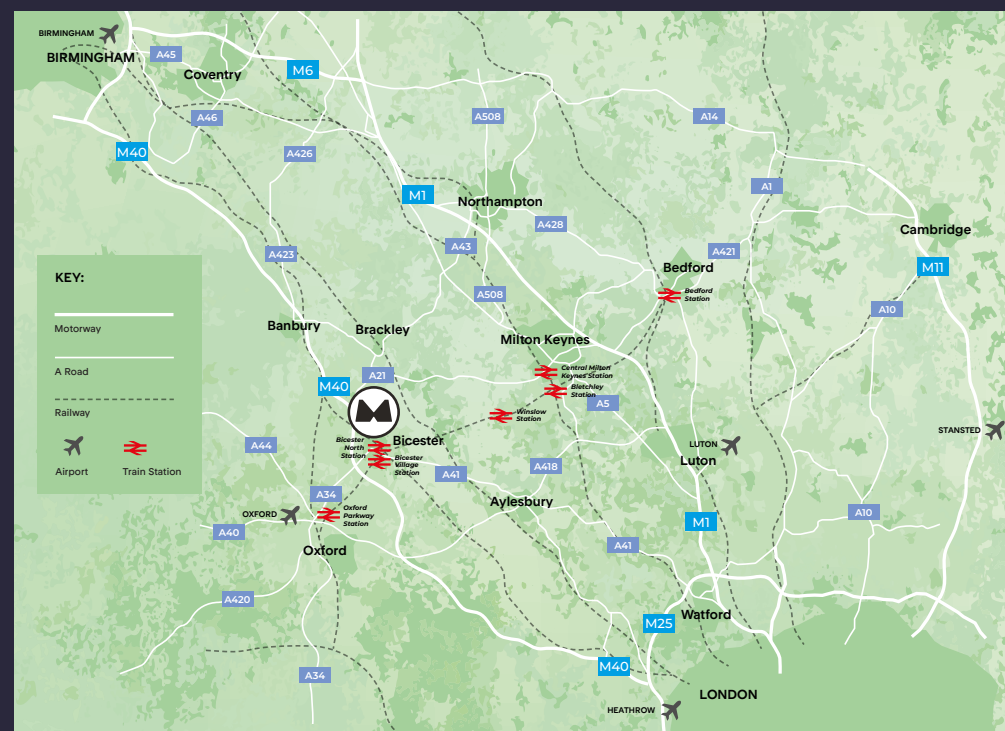 BIRMINGHAM
BIRMINGHAM
A45
Coventry
M6
A46
A508
A14
M40
A426
A1
M1
Northampton
A428
Cambridge
A43
A421
A423
Bedford
M11
KEY:
A508
Bedford
Station
A10
Motorway
Banbury
Brackley
Milton Keynes
A Road
A21
Central Milton
Keynes Station
M40
Bletchley
Station
A5
Railway
Winslow
Station
Bicester
North
Station
Bicester
A44
LUTON
STANSTED
Bicester
Village
Station
Luton
Airport
Train Station
A41
A418
A34
Aylesbury
OXFORD
Oxford
Parkway
Station
A10
M1
A40
Oxford
A41
A420
M25
Watford
M40
A34
LONDON
HEATHROW